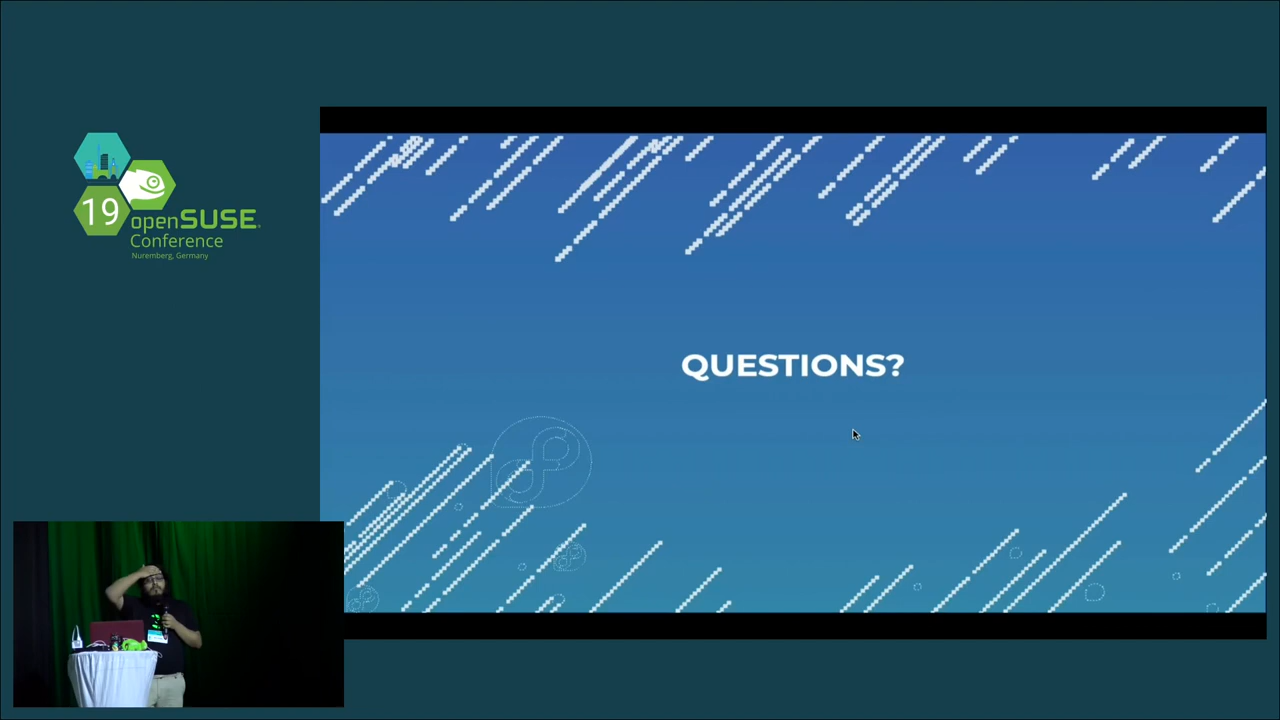 19
openSUSE
Conference
Nuremberg, Germany
QUESTIONS?